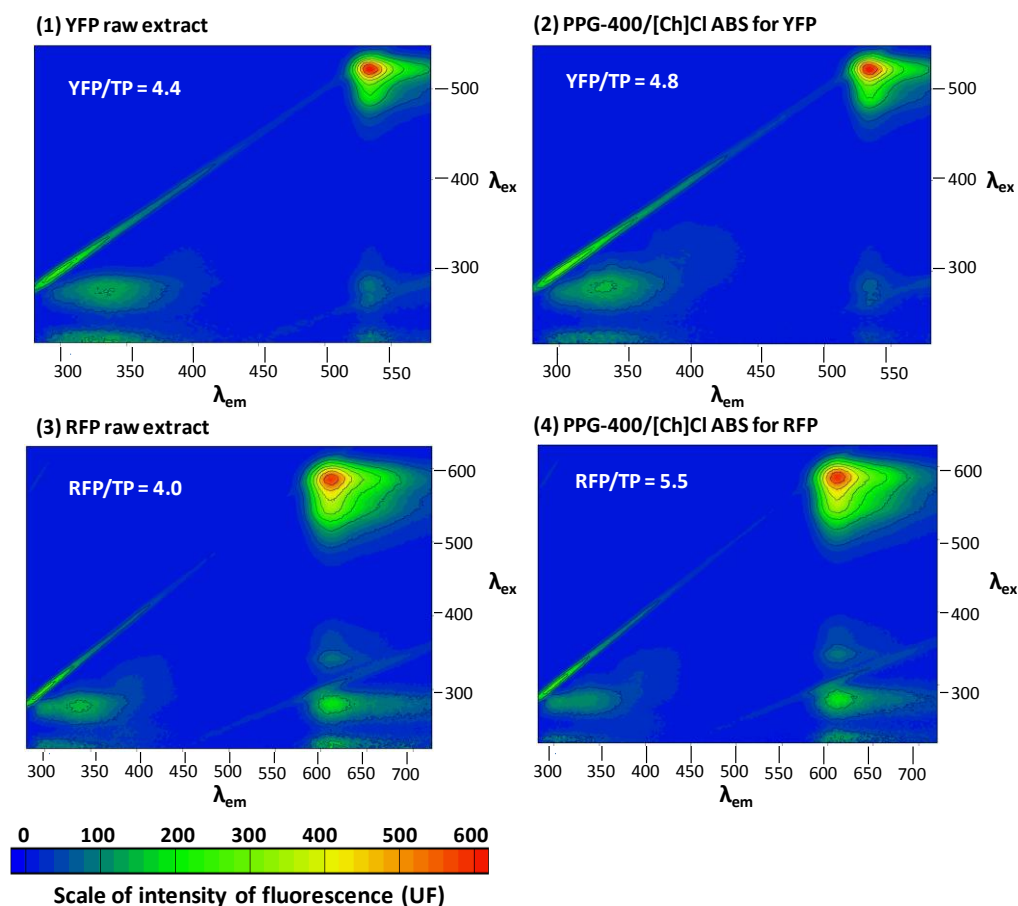 (1) YFP raw extract
YFP/TP = 4.4
500
400
300
λex
300 350 400 450 500 550
λem
(2) PPG-400/[Ch]Cl ABS for YFP
YFP/TP = 4.8
500
400
300
λex
300 350 400 450 500 550
λem
(3) RFP raw extract
RFP/TP = 4.0
600
500
400
300
λex
300 350 400 450 500 550 600 650 700
λem
(4) PPG-400/[Ch]Cl ABS for RFP
RFP/TP = 5.5
600
500
400
300
λex
300 350 400 450 500 550 600 650 700
λem
0 100 200 300 400 500 600
Scale of intensity of fluorescence (UF)